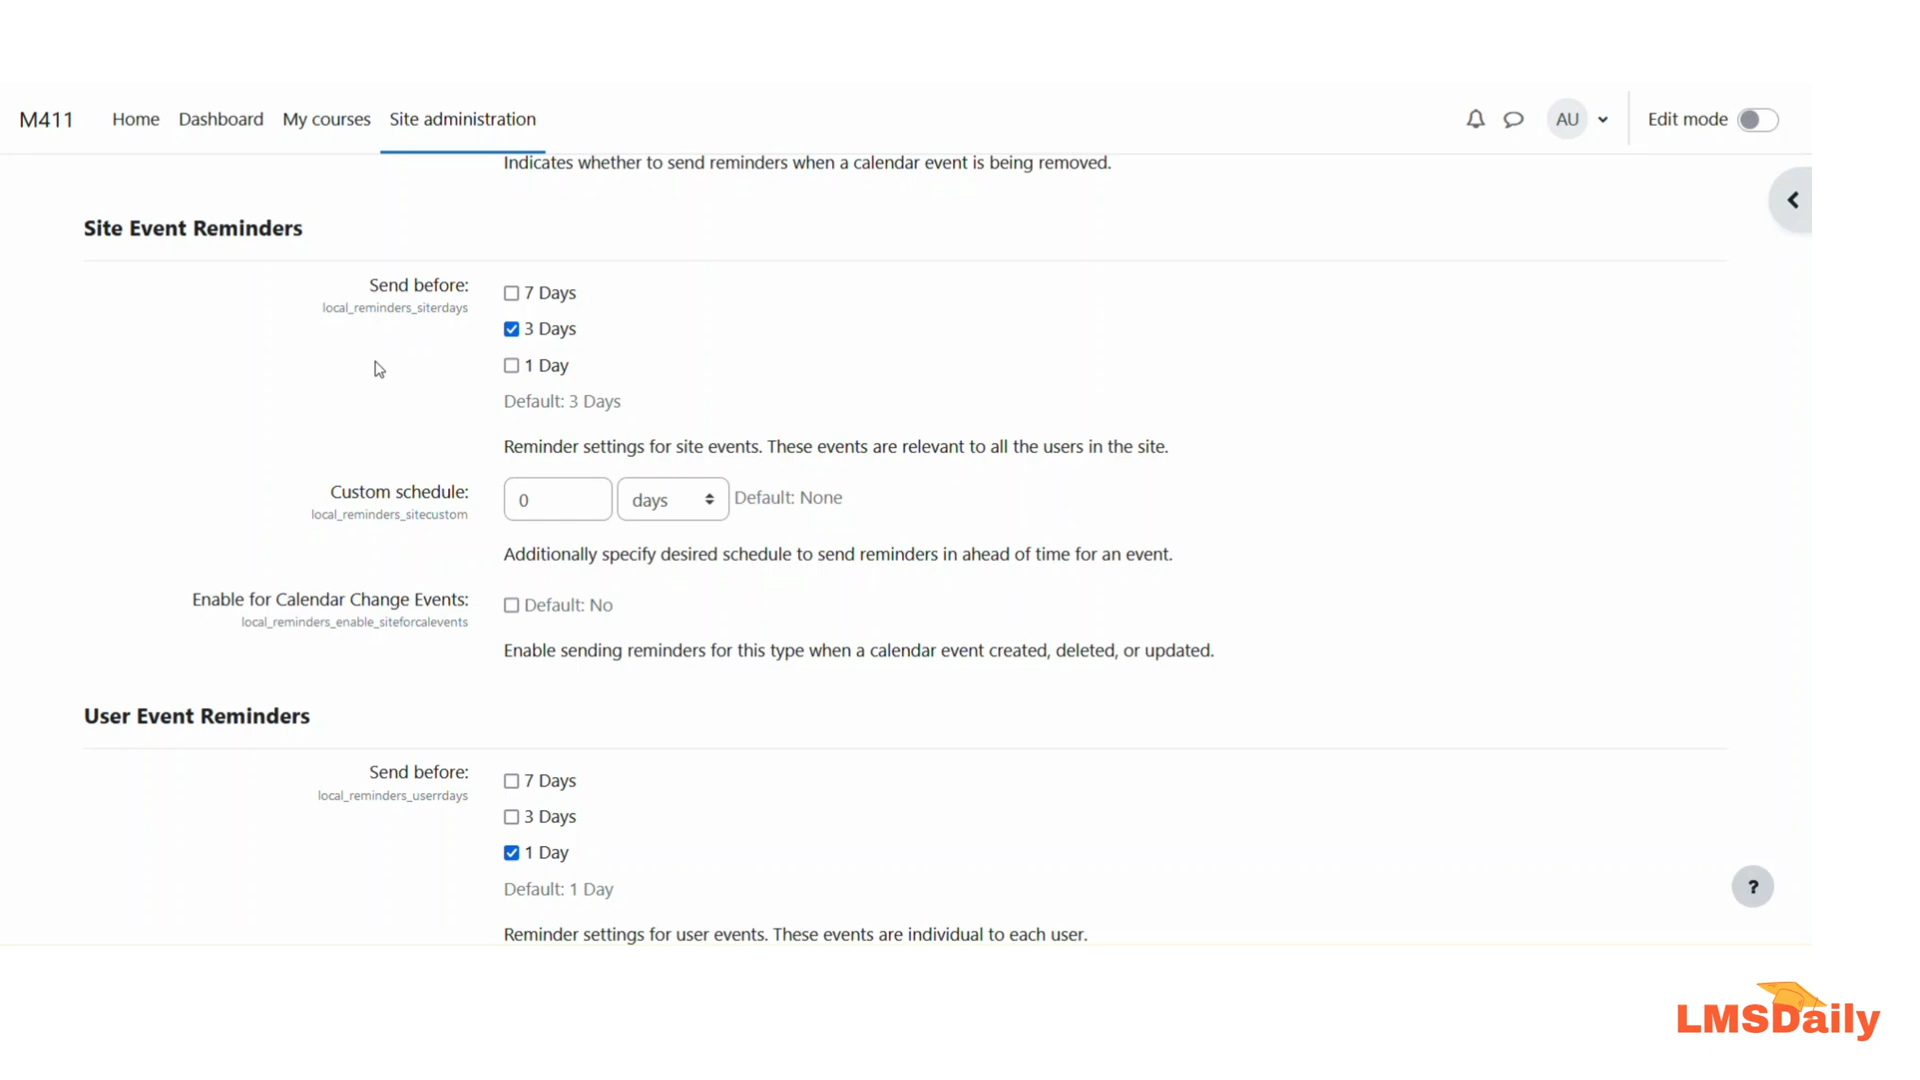 M411 Home Dashboard My courses Site administration AU Edit mode
Indicates whether to send reminders when a calendar event is being removed.
Site Event Reminders
Send before:
local_reminders_siterdays
7 Days
3 Days
1 Day
Default: 3 Days
Reminder settings for site events. These events are relevant to all the users in the site.
Custom schedule:
local_reminders_sitecustom
0 days Default: None
Additionally specify desired schedule to send reminders in ahead of time for an event.
Enable for Calendar Change Events:
local_reminders_enable_siteforcalevents
Default: No
Enable sending reminders for this type when a calendar event created, deleted, or updated.
User Event Reminders
Send before:
local_reminders_userrdays
7 Days
3 Days
1 Day
Default: 1 Day
?
Reminder settings for user events. These events are individual to each user.
LMSDaily